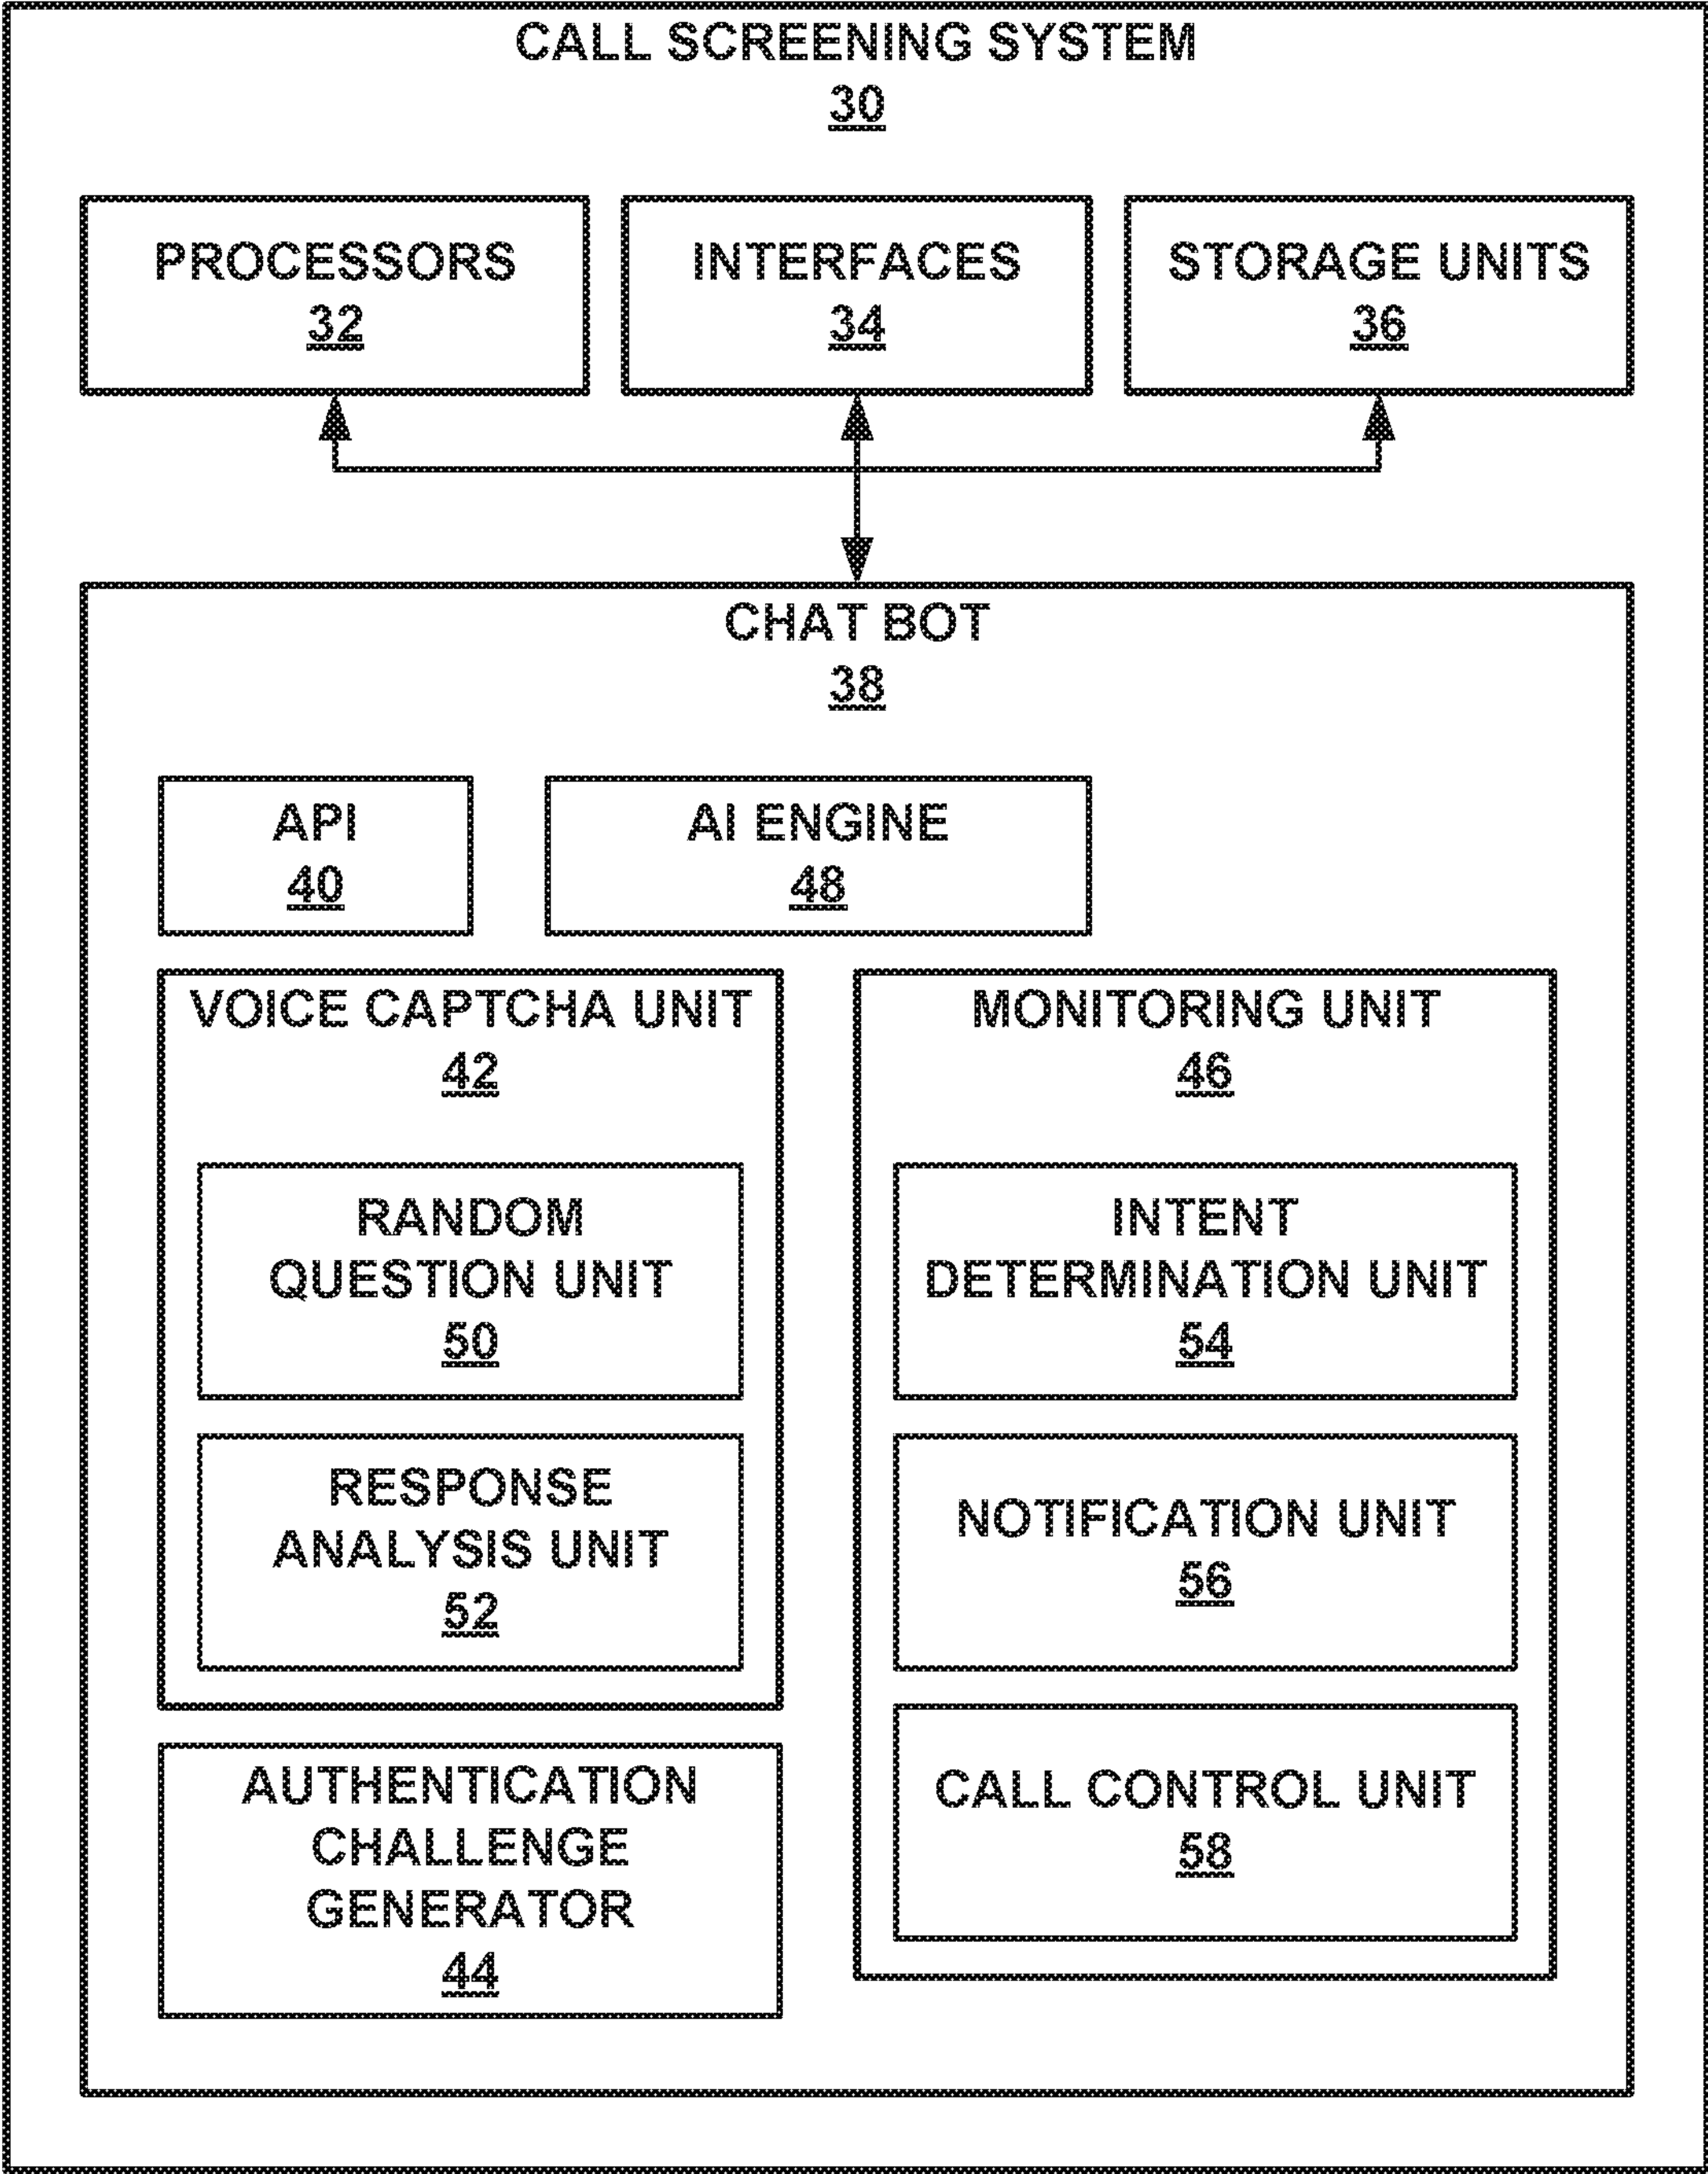 CALL SCREENING SYSTEM
30
PROCESSORS
32
INTERFACES
34
STORAGE UNITS
36
CHAT BOT
38
API
40
AI ENGINE
48
VOICE CAPTCHA UNIT
42
RANDOM
QUESTION UNIT
50
RESPONSE
ANALYSIS UNIT
52
AUTHENTICATION
CHALLENGE
GENERATOR
44
MONITORING UNIT
46
INTENT
DETERMINATION UNIT
54
NOTIFICATION UNIT
56
CALL CONTROL UNIT
58